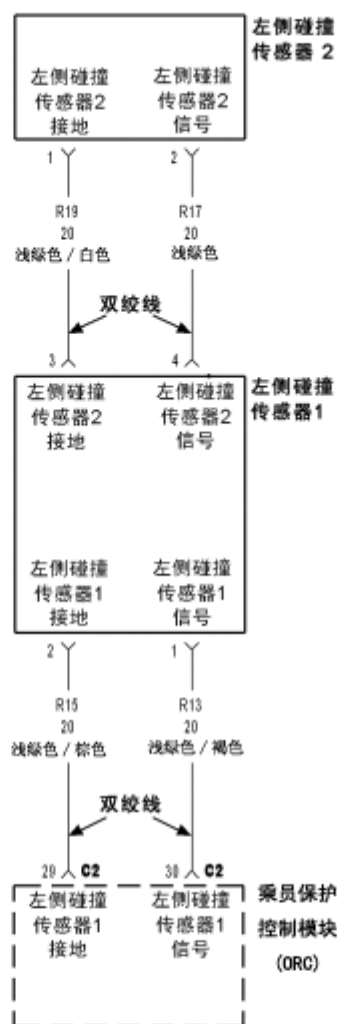 左侧碰撞
传感器 2
左侧碰撞
传感器2
接地
左侧碰撞
传感器2
信号
1
2
R19
20
浅绿色 / 白色
R17
20
浅绿色
双绞线
3
4
左侧碰撞
传感器1
左侧碰撞
传感器2
接地
左侧碰撞
传感器2
信号
左侧碰撞
传感器1
接地
左侧碰撞
传感器1
信号
2
1
R15
20
浅绿色 / 棕色
R13
20
浅绿色 / 褐色
双绞线
29 C2
30 C2
左侧碰撞
传感器1
接地
左侧碰撞
传感器1
信号
乘员保护
控制模块
(ORC)